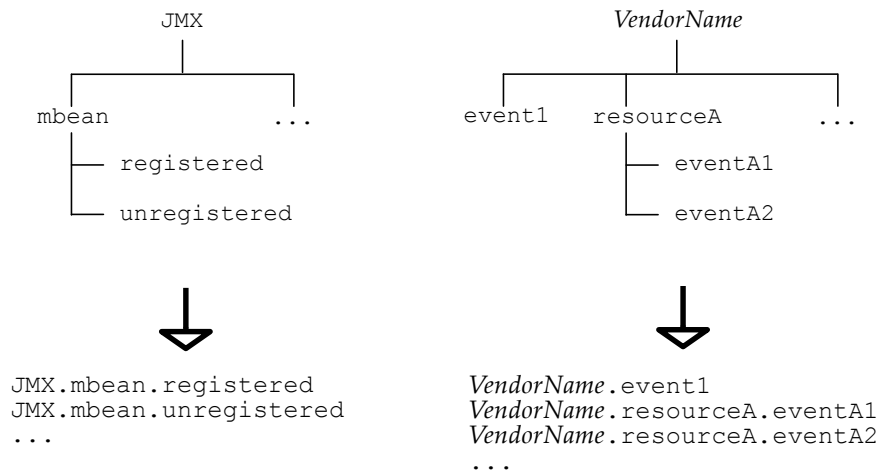 JMX
mbean
...
registered
unregistered
JMX.mbean.registered
JMX.mbean.unregistered
...
VendorName
event1
resourceA
...
eventA1
eventA2
VendorName.event1
VendorName.resourceA.eventA1
VendorName.resourceA.eventA2
...